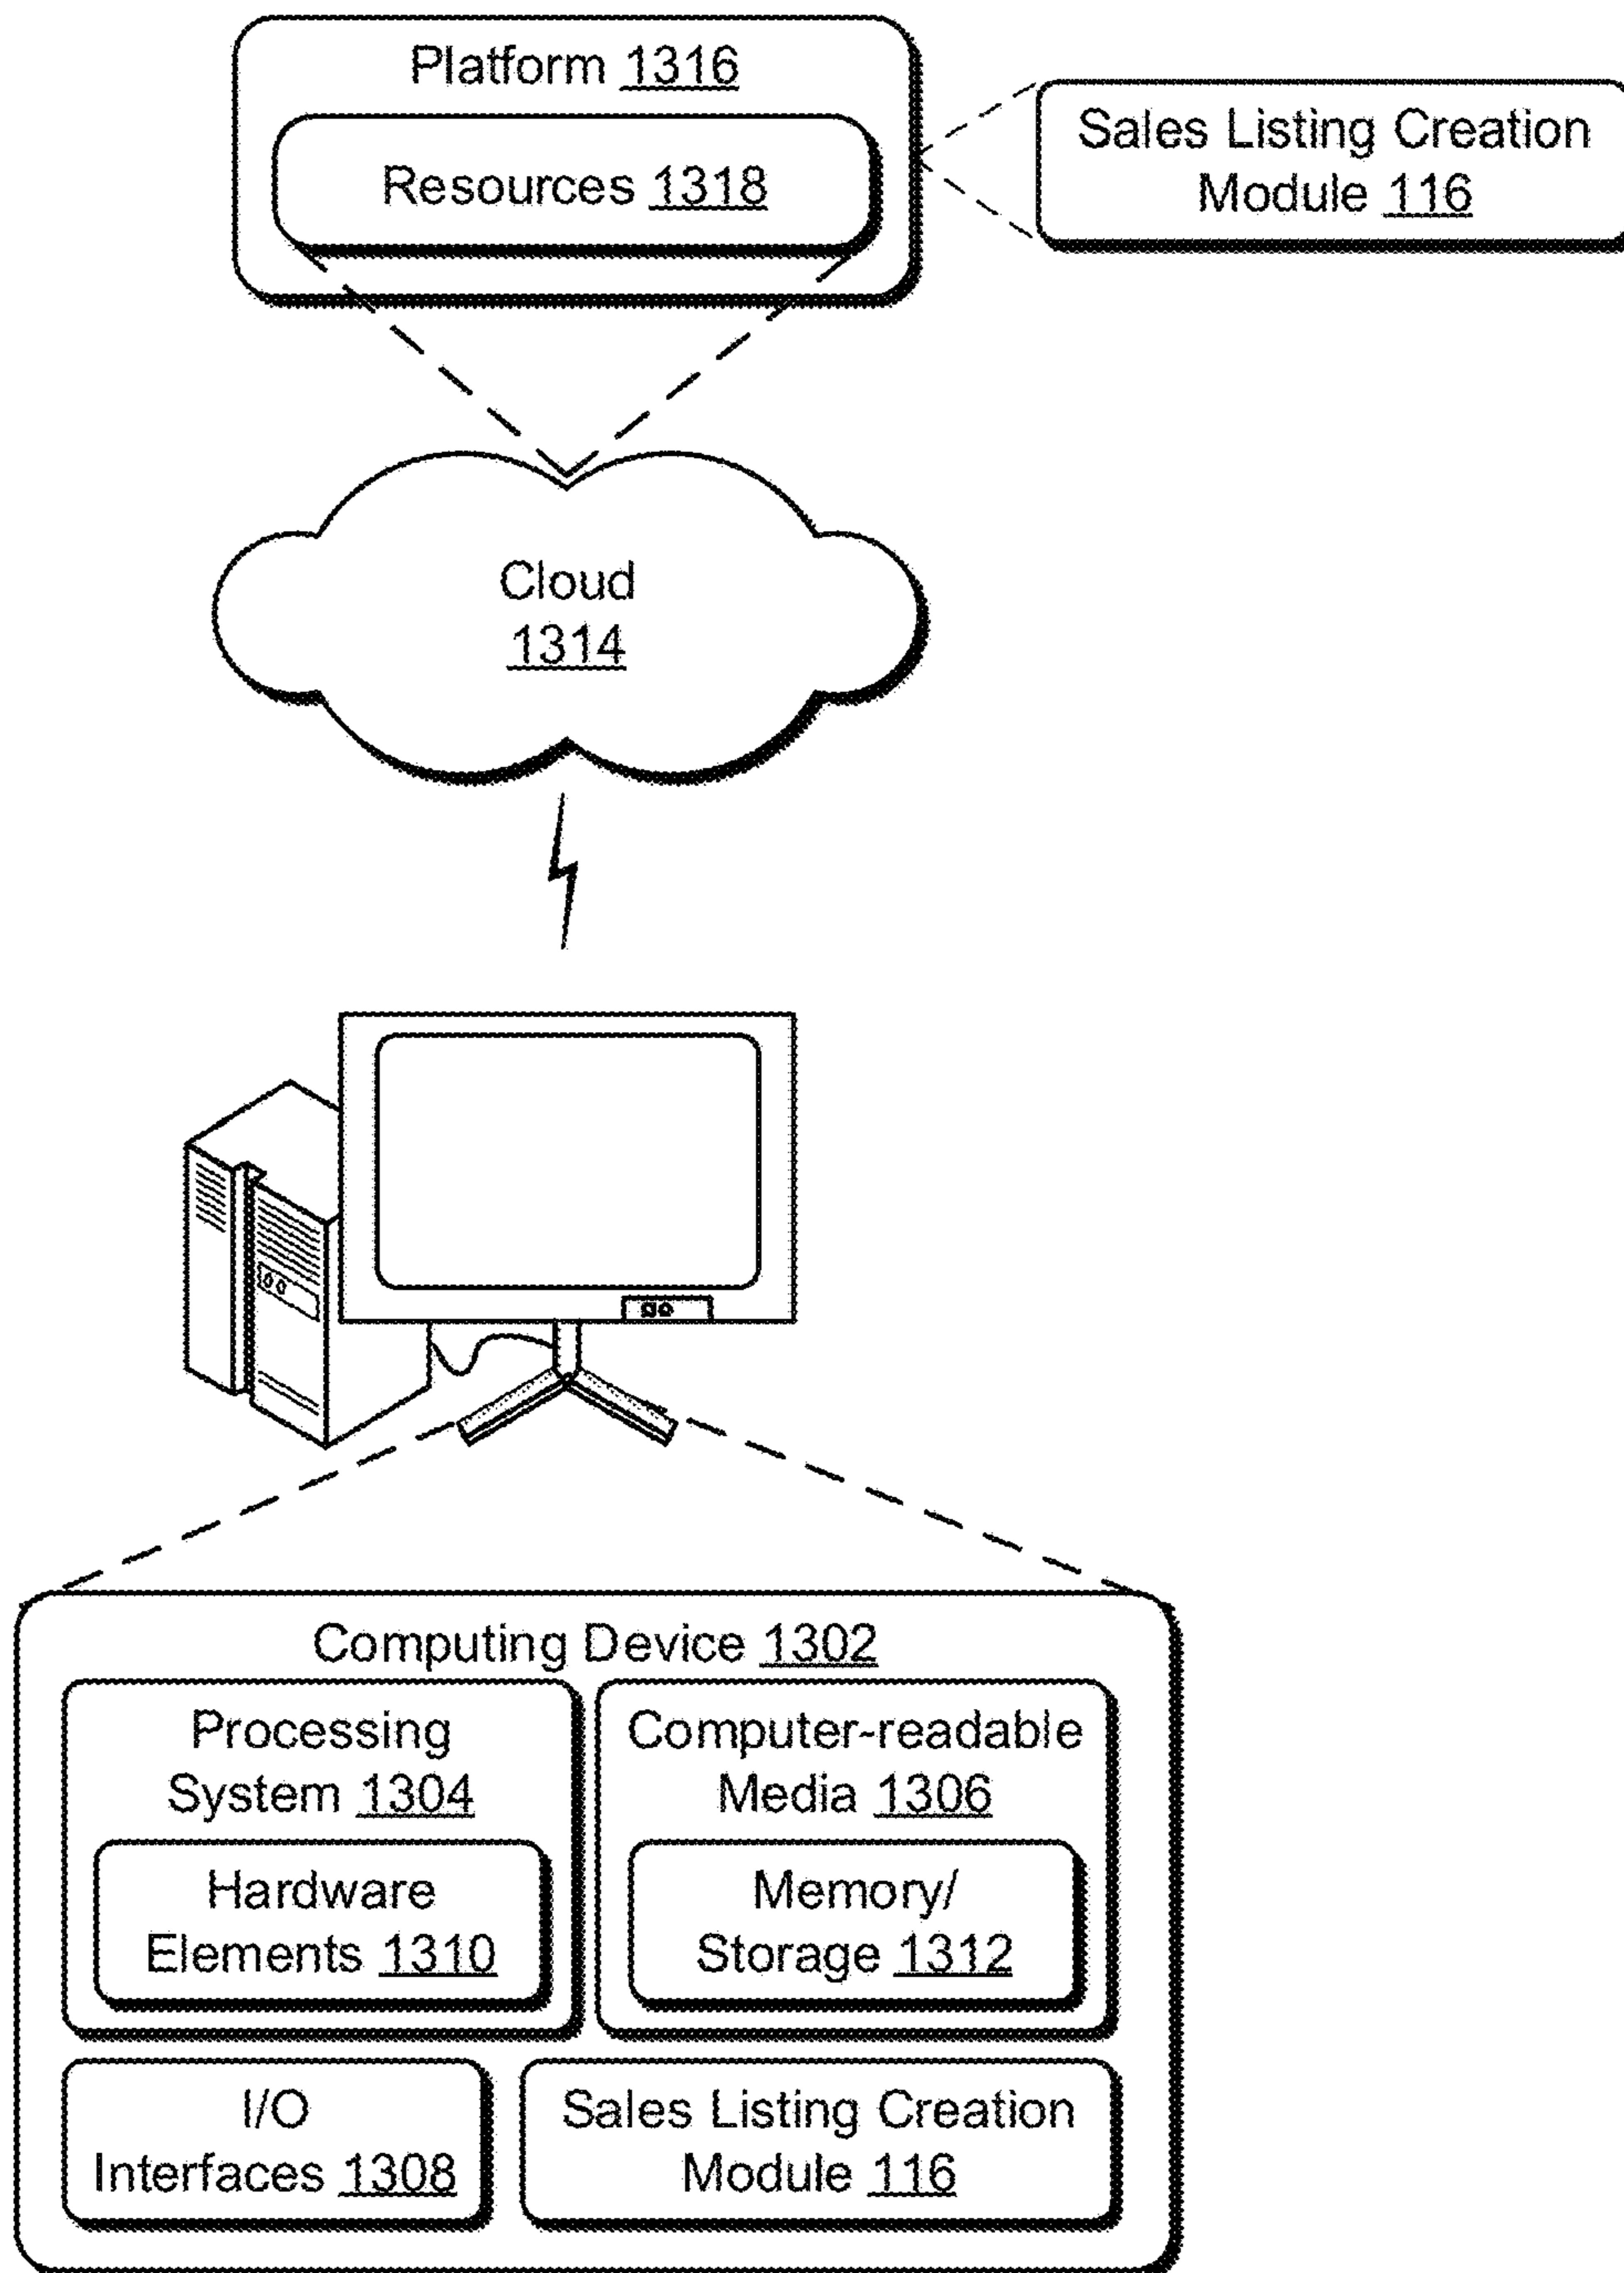 Platform 1316
Resources 1318
Sales Listing Creation
Module 116
Cloud
1314
Computing Device 1302
Processing
System 1304
Hardware
Elements 1310
Computer-readable
Media 1306
Memory/
Storage 1312
I/O
Interfaces 1308
Sales Listing Creation
Module 116